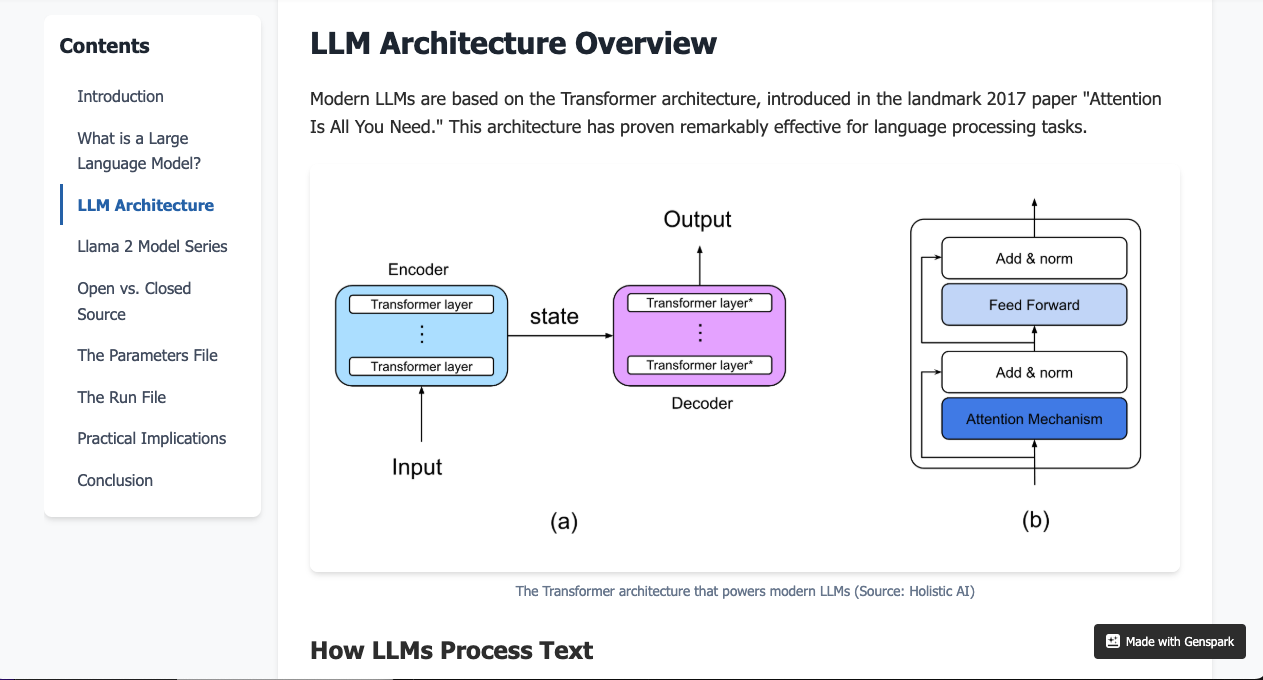 Contents
Introduction
What is a Large
Language Model?
LLM Architecture
Llama 2 Model Series
Open vs. Closed
Source
The Parameters File
The Run File
Practical Implications
Conclusion
LLM Architecture Overview
Modern LLMs are based on the Transformer architecture, introduced in the landmark 2017 paper "Attention
Is All You Need." This architecture has proven remarkably effective for language processing tasks.
Encoder
Transformer layer
Transformer layer
Input
state
Output
Transformer layer*
Transformer layer*
Decoder
(a)
Add & norm
Feed Forward
Add & norm
Attention Mechanism
(b)
The Transformer architecture that powers modern LLMs (Source: Holistic AI)
How LLMs Process Text
Made with Genspark